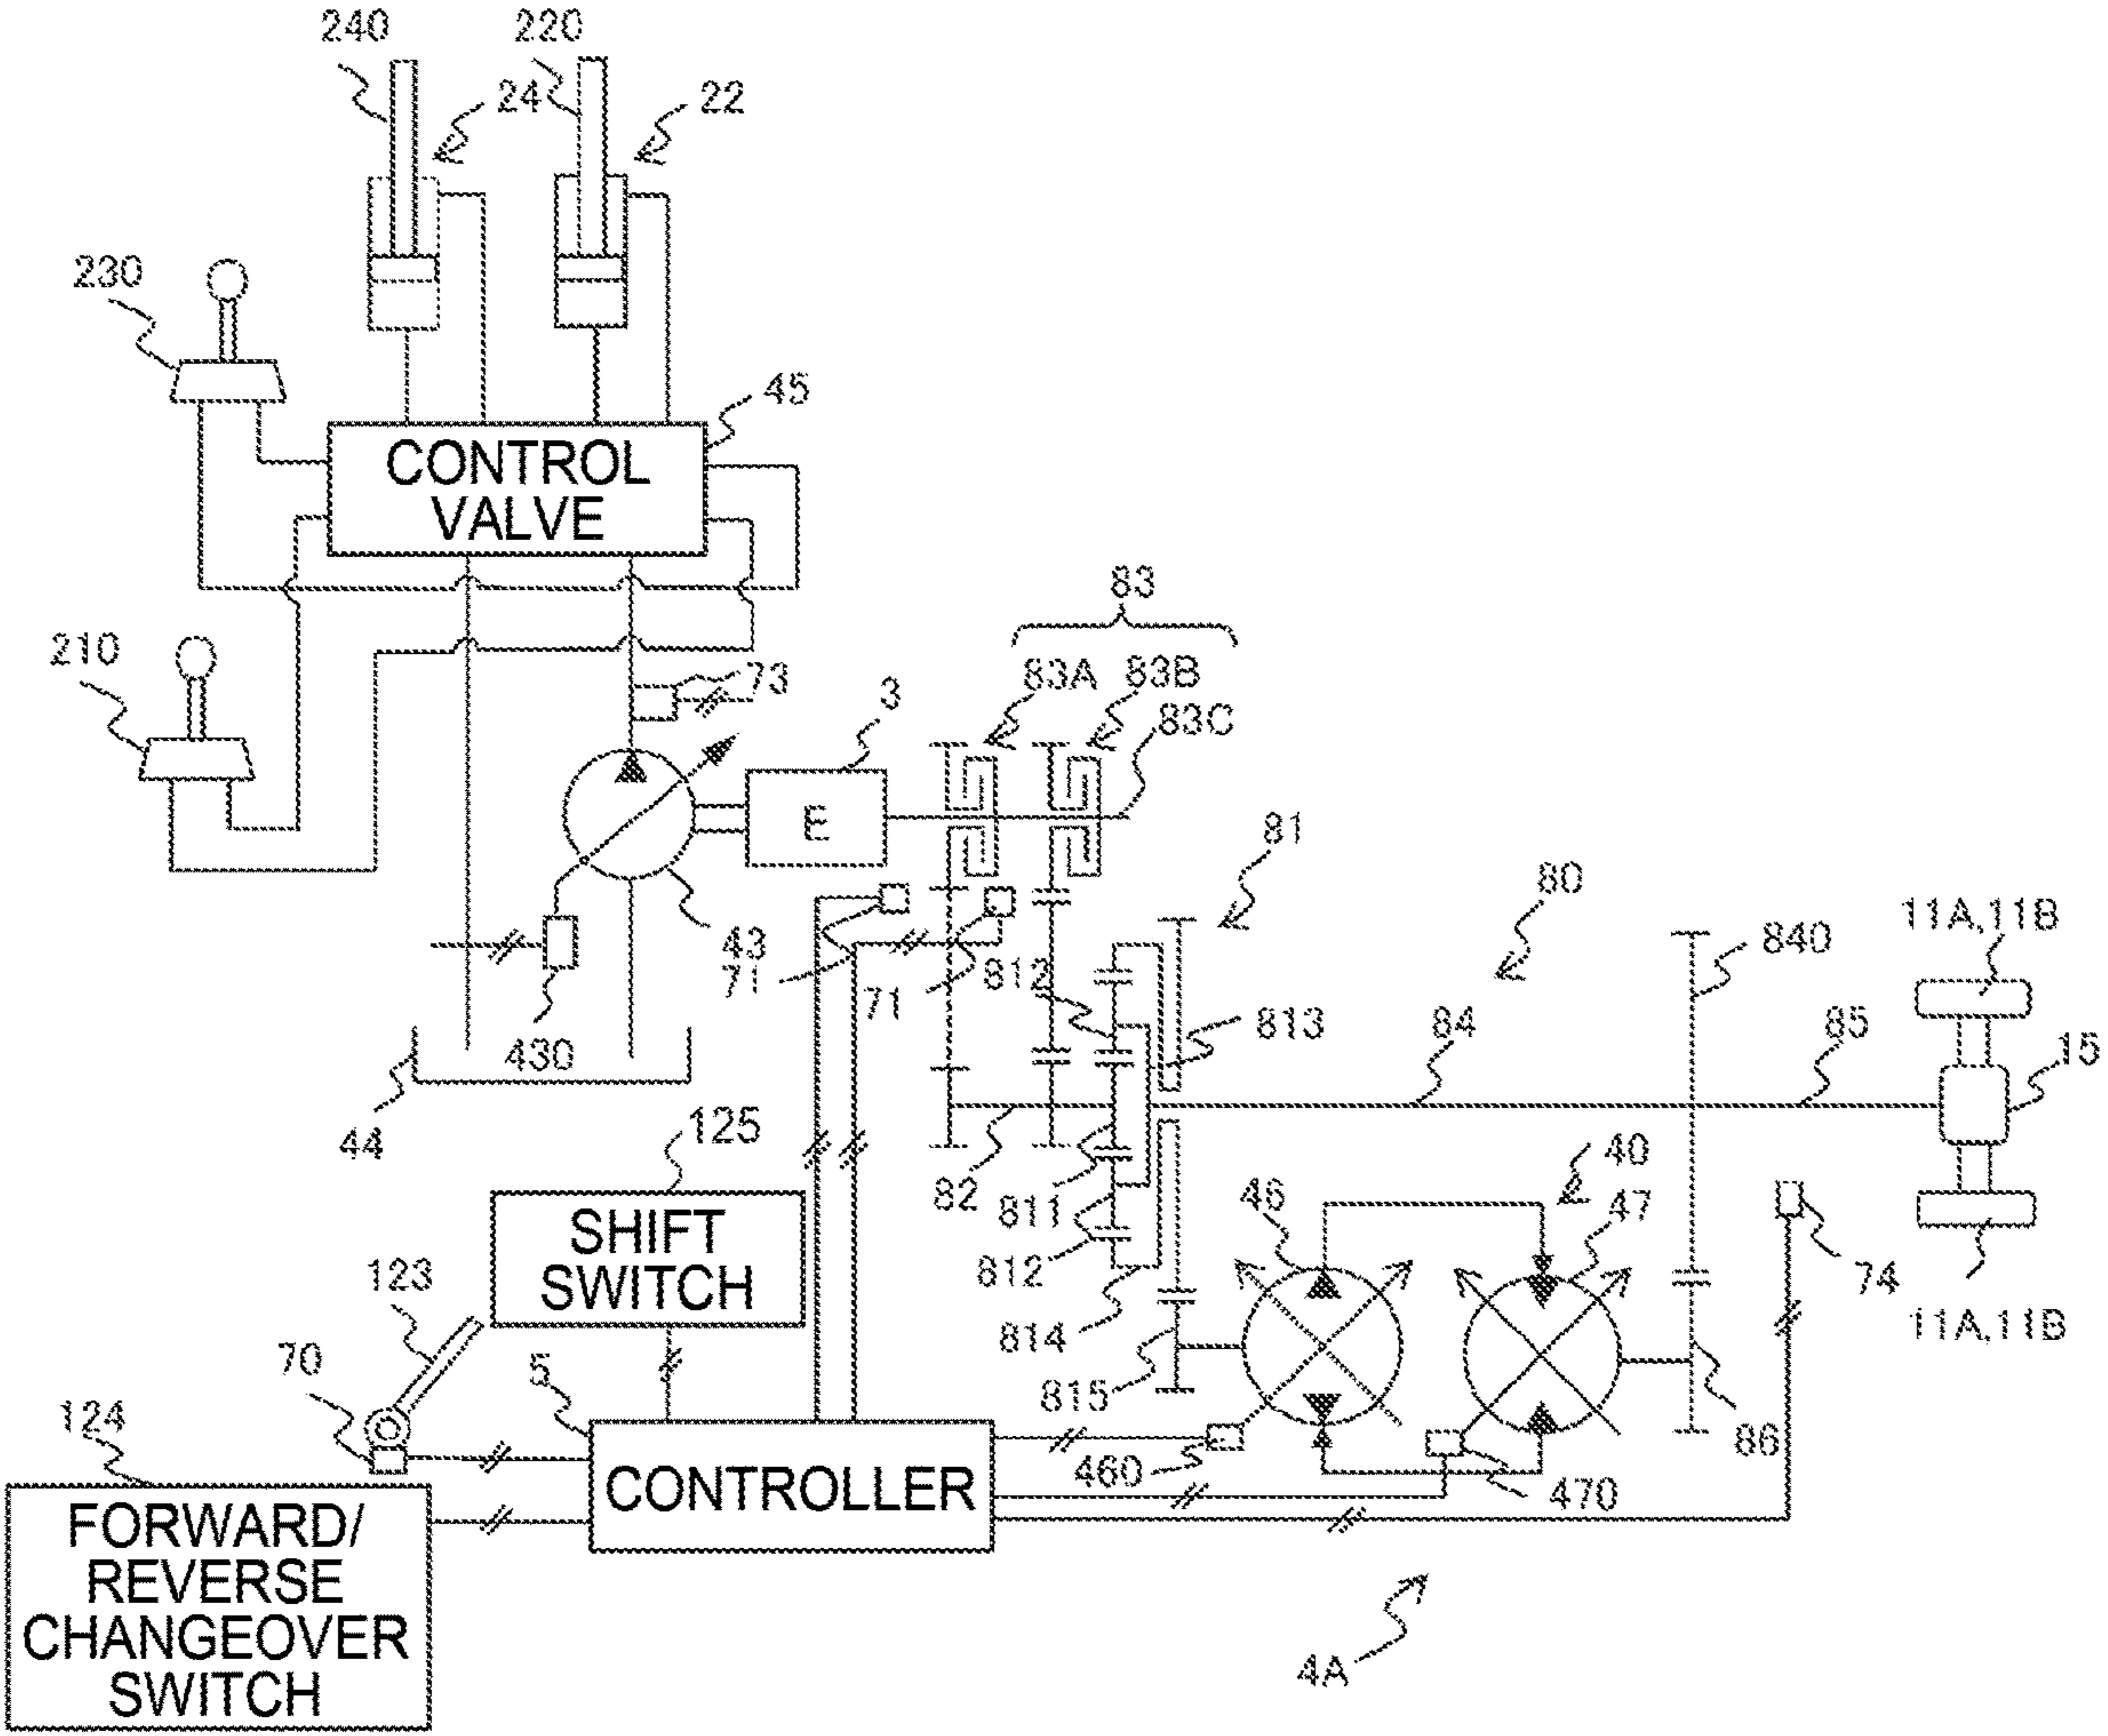 240
220
24
22
230
45
CONTROL
VALVE
83
210
73
3
83A
83B
83C
E
81
80
43
71
71
812
840
11A,11B
430
813
84
85
15
44
125
82
811
46
40
47
SHIFT
SWITCH
812
74
123
814
11A,11B
70
5
815
124
86
460
470
CONTROLLER
FORWARD/
REVERSE
CHANGEOVER
SWITCH
4A